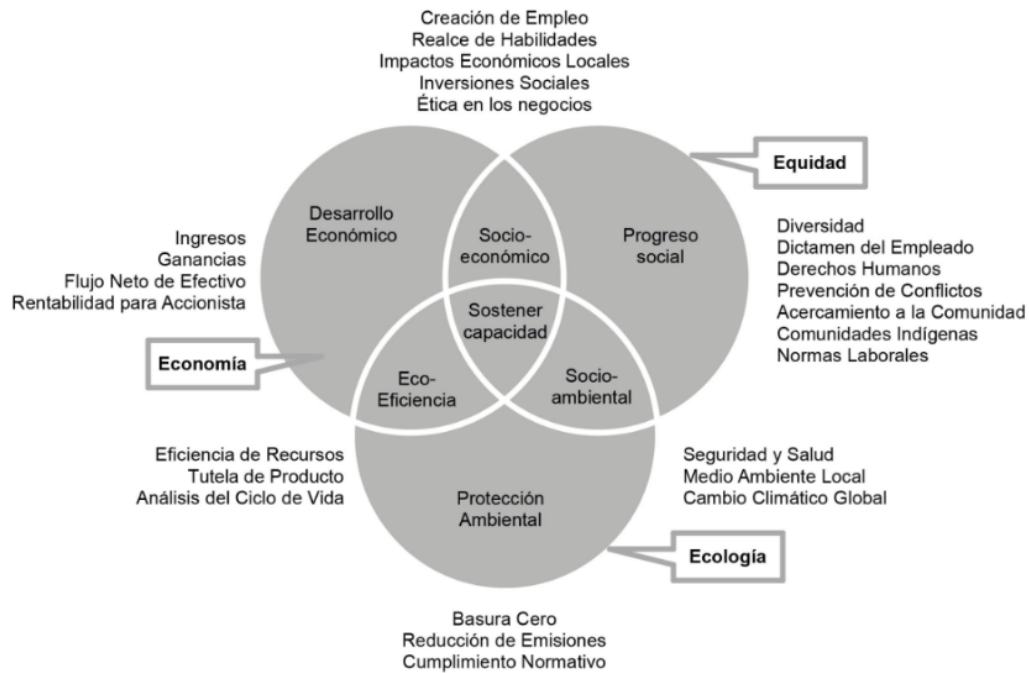 Creación de Empleo
Realce de Habilidades
Impactos Económicos Locales
Inversiones Sociales
Ética en los negocios
Equidad
Desarrollo
Económico
Socio-
económico
Progreso
social
Ingresos
Ganancias
Flujo Neto de Efectivo
Rentabilidad para Accionista
Diversidad
Dictamen del Empleado
Derechos Humanos
Prevención de Conflictos
Acercamiento a la Comunidad
Comunidades Indígenas
Normas Laborales
Sostener
capacidad
Economía
Eco-
Eficiencia
Socio-
ambiental
Eficiencia de Recursos
Tutela de Producto
Análisis del Ciclo de Vida
Seguridad y Salud
Medio Ambiente Local
Cambio Climático Global
Protección
Ambiental
Ecología
Basura Cero
Reducción de Emisiones
Cumplimiento Normativo